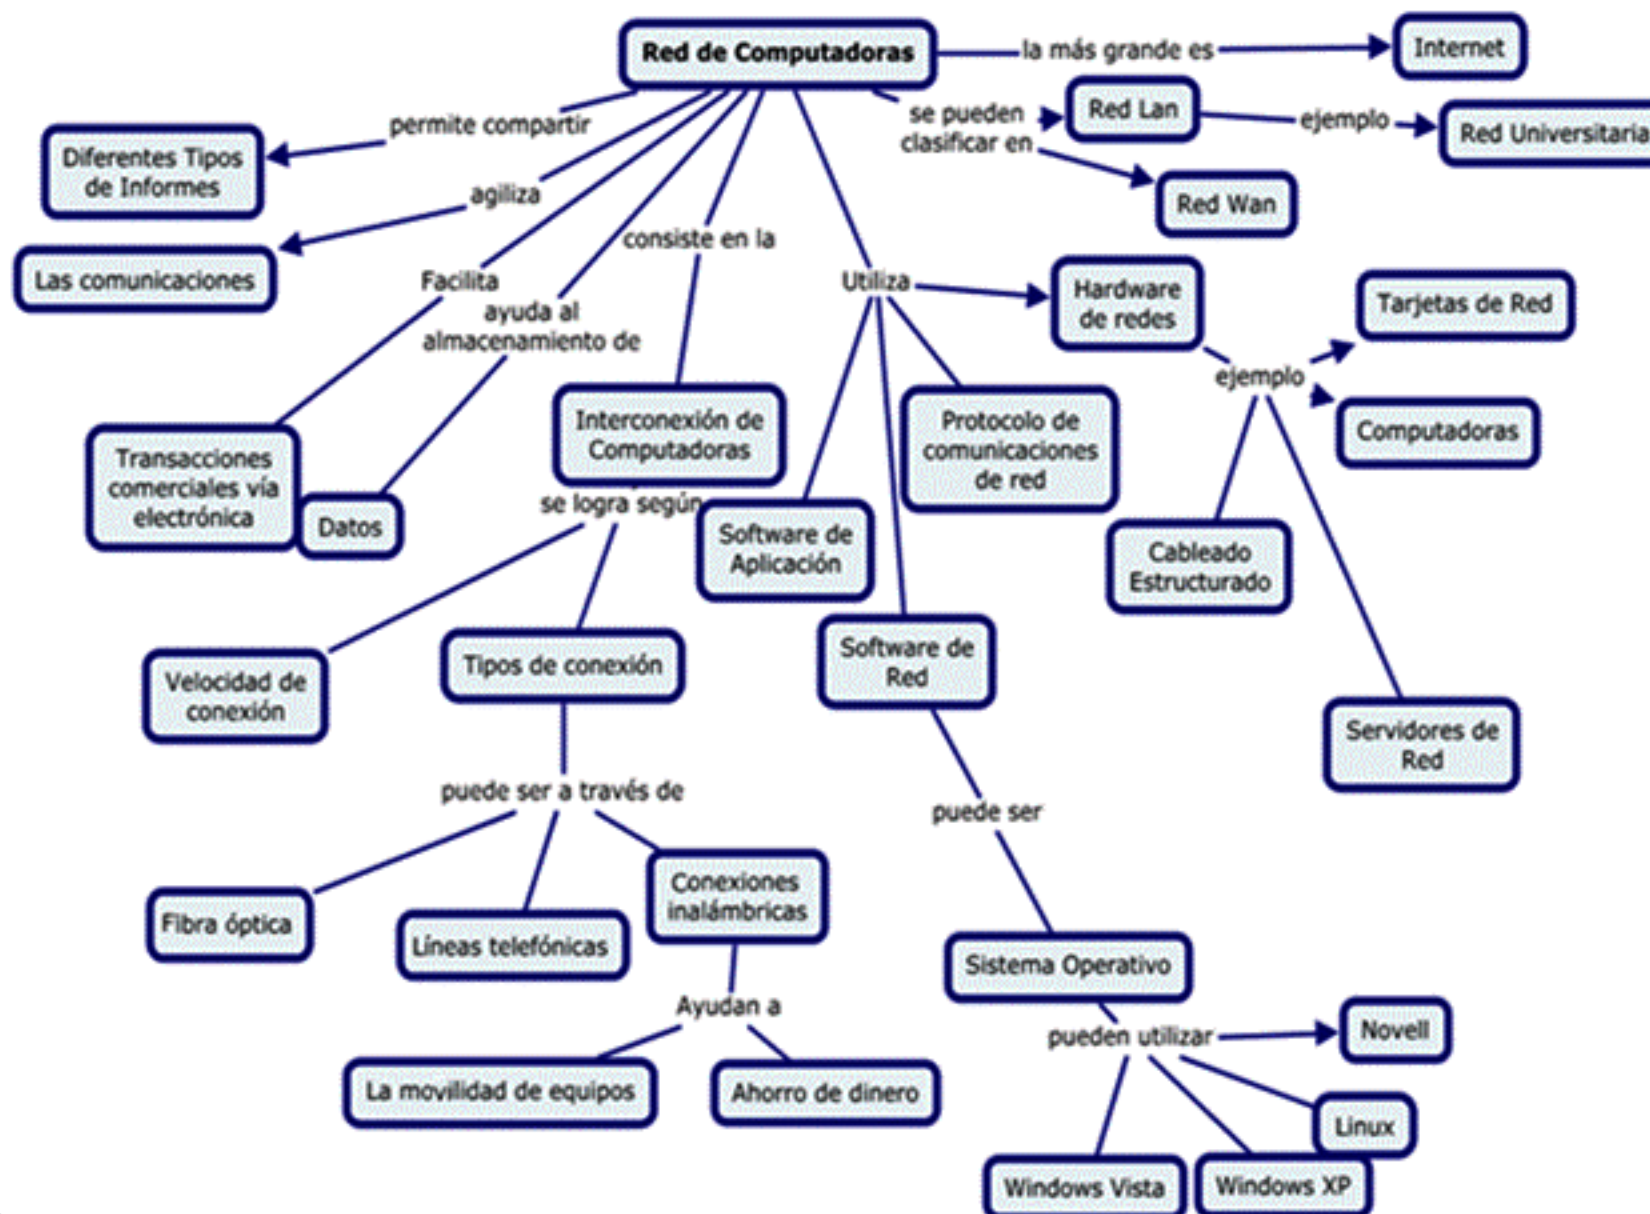 Red de Computadoras
la más grande es
Internet
se pueden
clasificar en
Red Lan
ejemplo
Red Universitaria
Red Wan
permite compartir
Diferentes Tipos
de Informes
agiliza
Las comunicaciones
Facilita
Transacciones
comerciales vía
electrónica
ayuda al
almacenamiento de
Datos
consiste en la
Interconexión de
Computadoras
se logra según
Velocidad de
conexión
Tipos de conexión
puede ser a través de
Fibra óptica
Líneas telefónicas
Conexiones
inalámbricas
Ayudan a
La movilidad de equipos
Ahorro de dinero
Utiliza
Software de
Aplicación
Software de
Red
Protocolo de
comunicaciones
de red
Hardware
de redes
ejemplo
Tarjetas de Red
Computadoras
Cableado
Estructurado
Servidores de
Red
puede ser
Sistema Operativo
pueden utilizar
Novell
Linux
Windows XP
Windows Vista